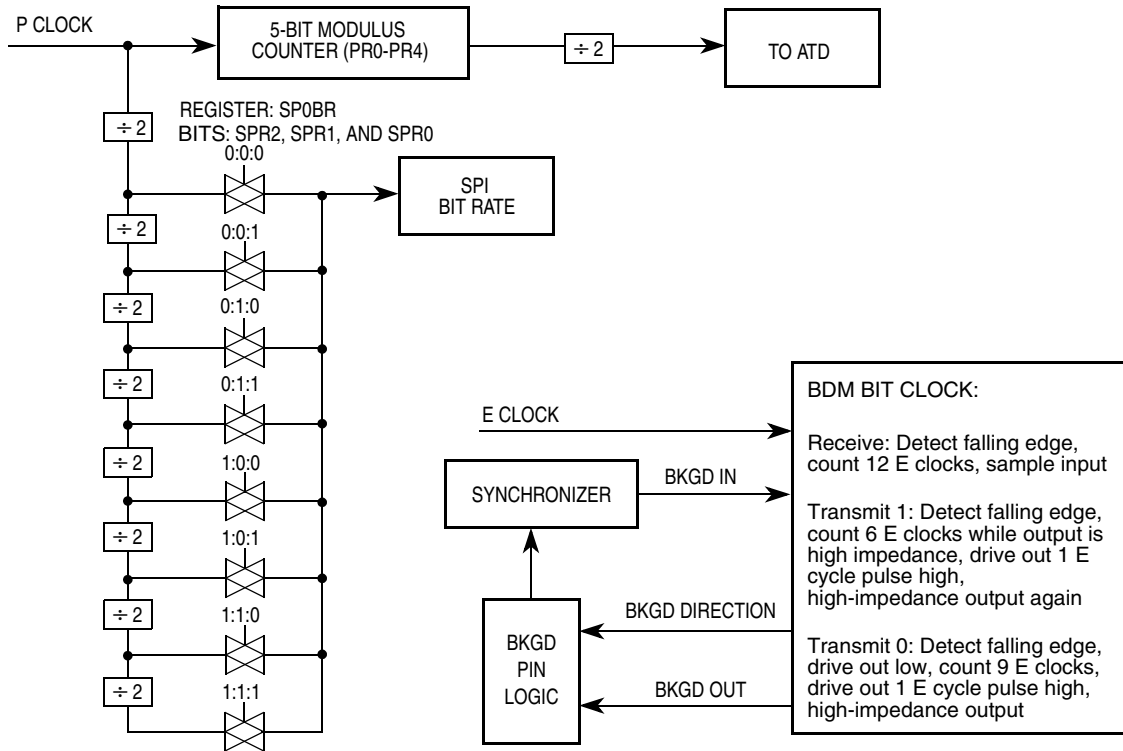 P CLOCK
5-BIT MODULUS
COUNTER (PR0-PR4)
÷ 2
TO ATD
÷ 2
REGISTER: SP0BR
BITS: SPR2, SPR1, AND SPR0
0:0:0
SPI
BIT RATE
÷ 2
0:0:1
÷ 2
0:1:0
÷ 2
0:1:1
÷ 2
1:0:0
÷ 2
1:0:1
÷ 2
1:1:0
÷ 2
1:1:1
E CLOCK
SYNCHRONIZER
BKGD IN
BKGD DIRECTION
BKGD
PIN
LOGIC
BKGD OUT
BDM BIT CLOCK:
Receive: Detect falling edge,
count 12 E clocks, sample input
Transmit 1: Detect falling edge,
count 6 E clocks while output is
high impedance, drive out 1 E
cycle pulse high,
high-impedance output again
Transmit 0: Detect falling edge,
drive out low, count 9 E clocks,
drive out 1 E cycle pulse high,
high-impedance output